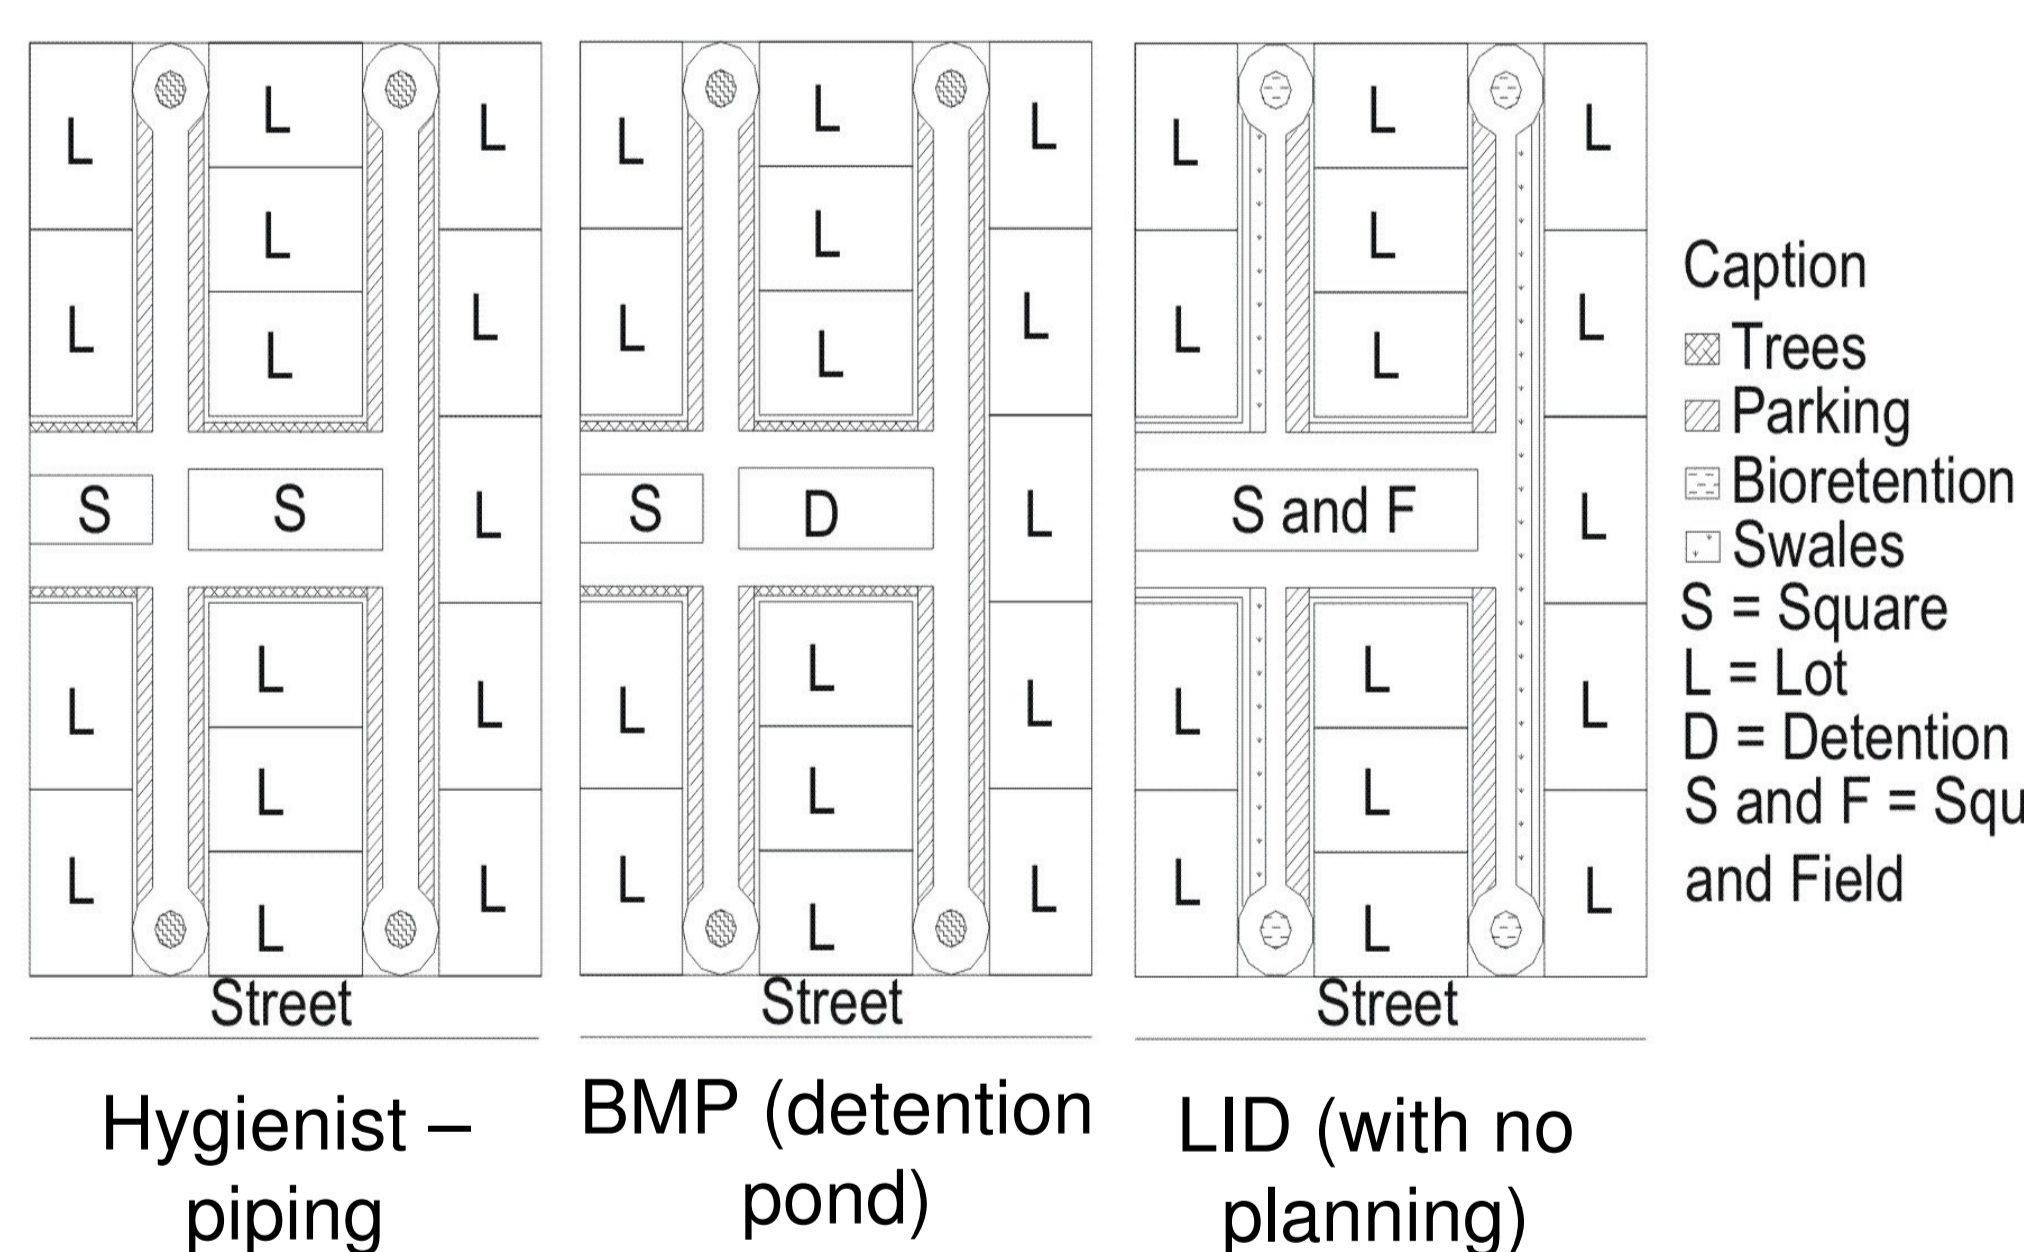 L L L
L
L L L
L
S S L
L L L
L
L L L
Street
Hygienist –
piping
L L L
L
L L L
L
S D L
L L L
L
L L L
Street
BMP (detention
pond)
L L L
L
L L L
L
S and F L
L L L
L
L L L
Street
LID (with no
planning)
Caption
Trees
Parking
Bioretention
Swales
S = Square
L = Lot
D = Detention
S and F = Squ
and Field